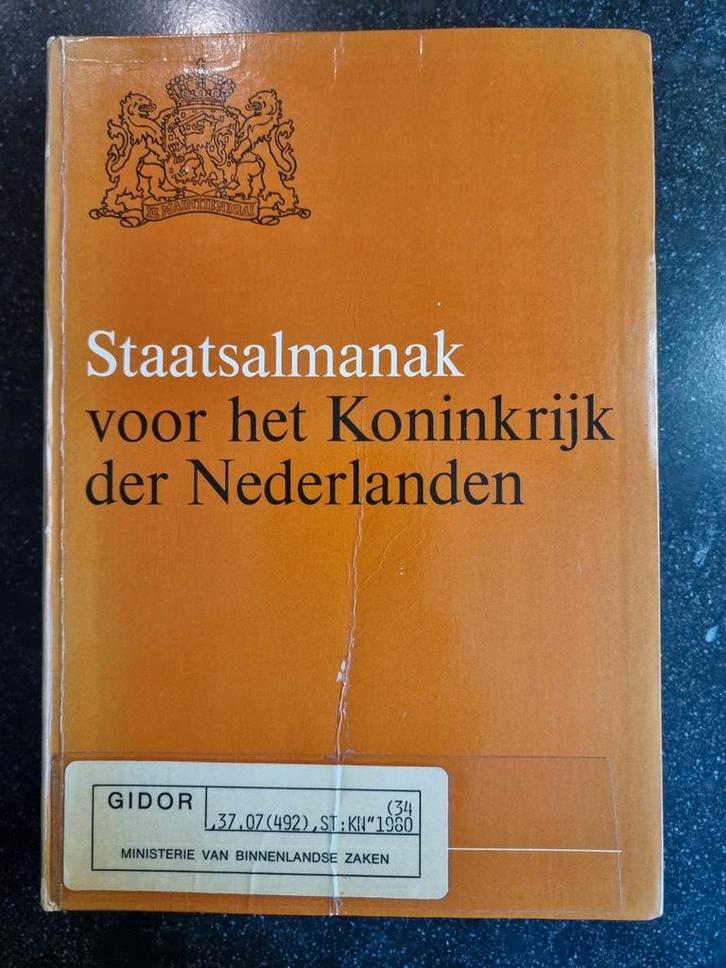 JE MAINTIENDRAI
Staatsalmanak
voor het Koninkrijk
der Nederlanden
GIDOR
(34
,37.07(492),ST:KN"1980
MINISTERIE VAN BINNENLANDSE ZAKEN